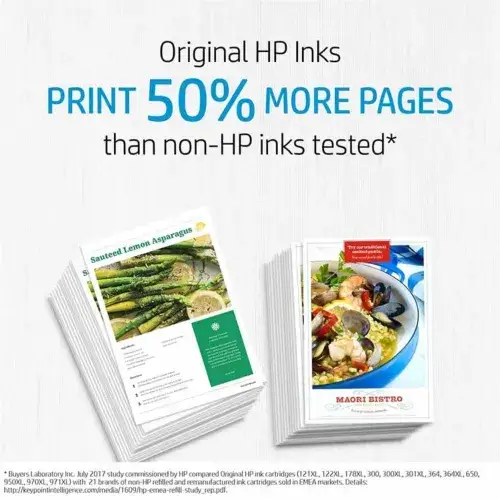 Original HP Inks
PRINT 50% MORE PAGES
than non-HP inks tested*
Sauteed Lemon Asparagus
Try our traditional
MAORI BISTRO
* Buyers Laboratory Inc. July 2017 study commissioned by HP compared Original HP ink cartridges (121XL, 122XL, 178XL, 300, 300XL, 301XL, 364, 364XL, 650,
950XL, 970XL, 971XL) with 21 brands of non-HP refilled and remanufactured ink cartridges sold in EMEA markets. Details:
http://keypointintelligence.com/media/1609/hp-emea-refill-study_rep.pdf.